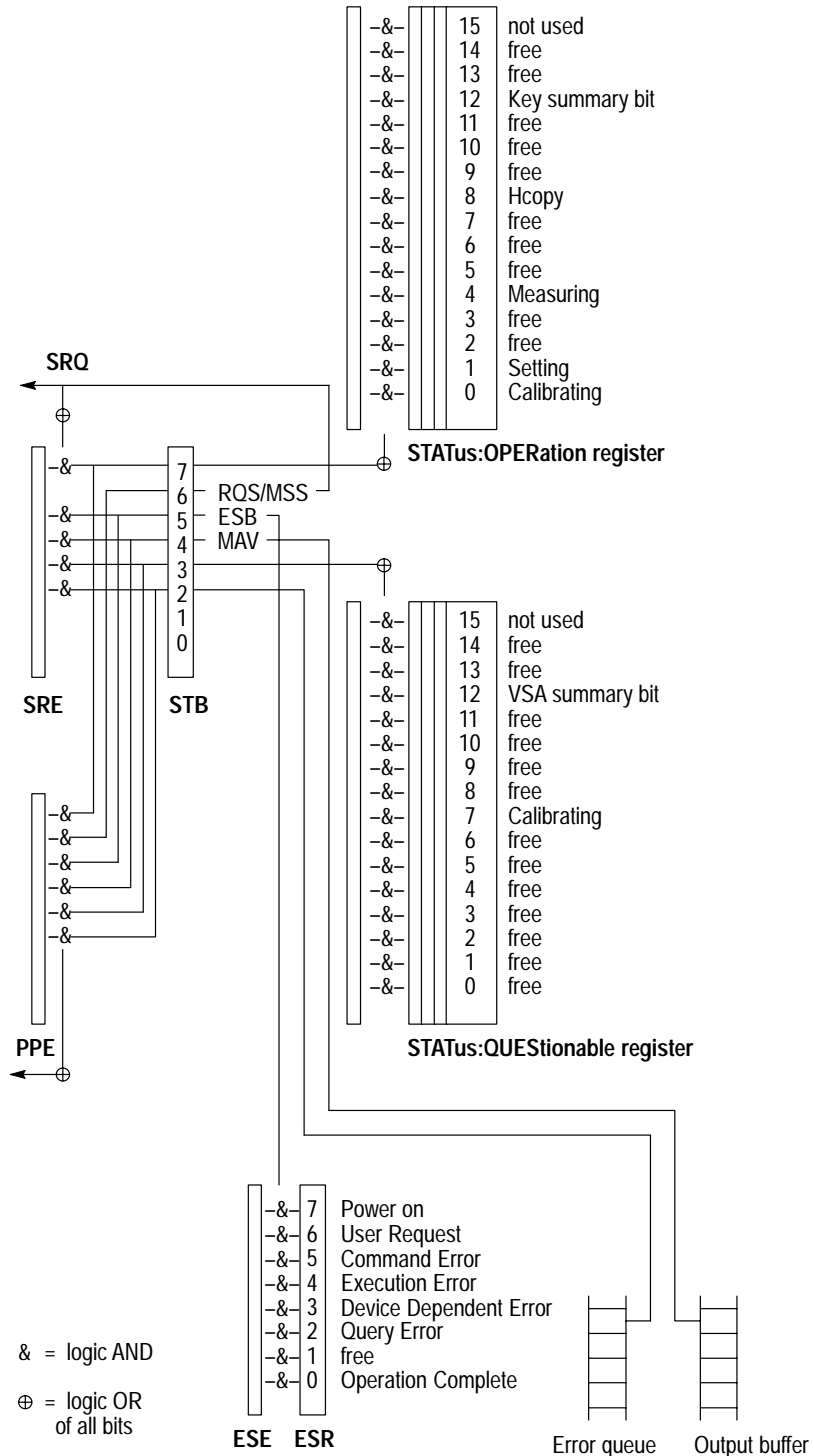 –&– 15 not used
–&– 14 free
–&– 13 free
–&– 12 Key summary bit
–&– 11 free
–&– 10 free
–&– 9 free
–&– 8 Hcopy
–&– 7 free
–&– 6 free
–&– 5 free
–&– 4 Measuring
–&– 3 free
–&– 2 free
–&– 1 Setting
–&– 0 Calibrating
STATus:OPERation register
SRQ
⊕
⊕
–& 7
6 RQS/MSS
–& 5 ESB
–& 4 MAV
–& 3 ⊕
–& 2
1
0
SRE STB
–&– 15 not used
–&– 14 free
–&– 13 free
–&– 12 VSA summary bit
–&– 11 free
–&– 10 free
–&– 9 free
–&– 8 free
–&– 7 Calibrating
–&– 6 free
–&– 5 free
–&– 4 free
–&– 3 free
–&– 2 free
–&– 1 free
–&– 0 free
STATus:QUEStionable register
–&
–&
–&
–&
–&
–&
PPE
⊕
–&– 7 Power on
–&– 6 User Request
–&– 5 Command Error
–&– 4 Execution Error
–&– 3 Device Dependent Error
–&– 2 Query Error
–&– 1 free
–&– 0 Operation Complete
ESE ESR
& = logic AND
⊕ = logic OR
of all bits
Error queue Output buffer